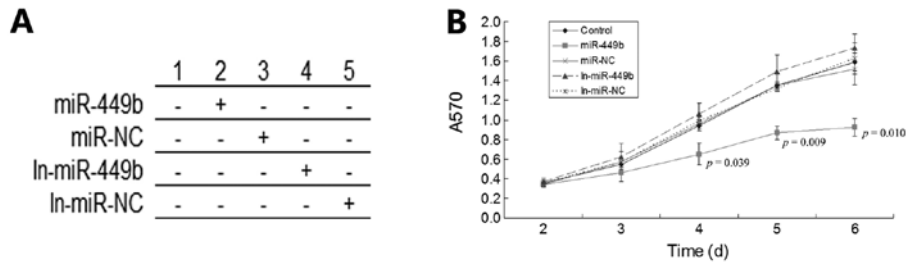 A
1 2 3 4 5
miR-449b - + - - -
miR-NC - - + - -
In-miR-449b - - - + -
In-miR-NC - - - - +
B
2.0
1.8
1.6
1.4
1.2
1.0
0.8
0.6
0.4
0.2
0.0
A570
Control
miR-449b
miR-NC
In-miR-449b
In-miR-NC
p = 0.039
p = 0.009
p = 0.010
2 3 4 5 6
Time (d)